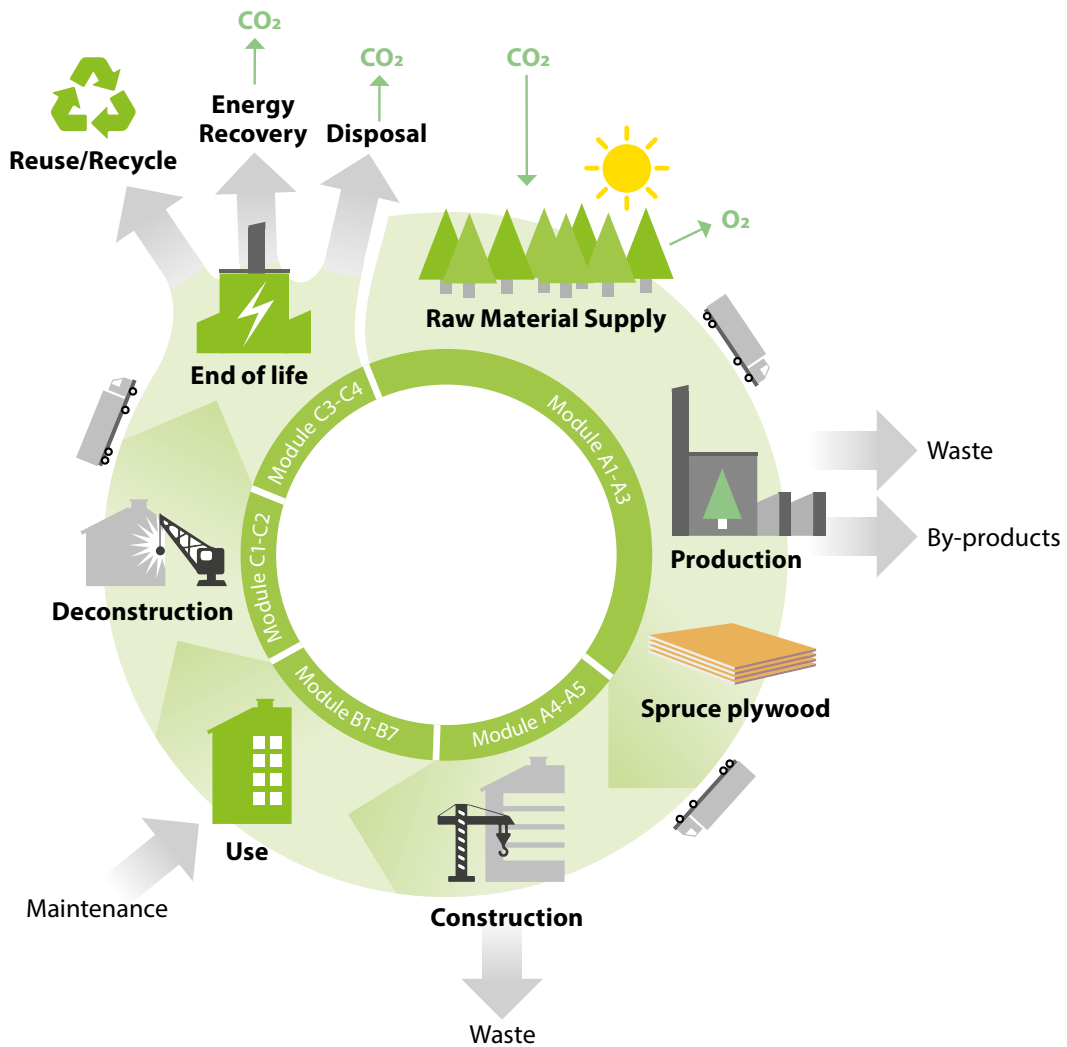 CO₂
CO₂
CO₂
Energy
Recovery
Disposal
Reuse/Recycle
O₂
Raw Material Supply
End of life
Module C3-C4
Module A1-A3
Waste
By-products
Production
Module C1-C2
Deconstruction
Module B1-B7
Module A4-A5
Spruce plywood
Use
Maintenance
Construction
Waste